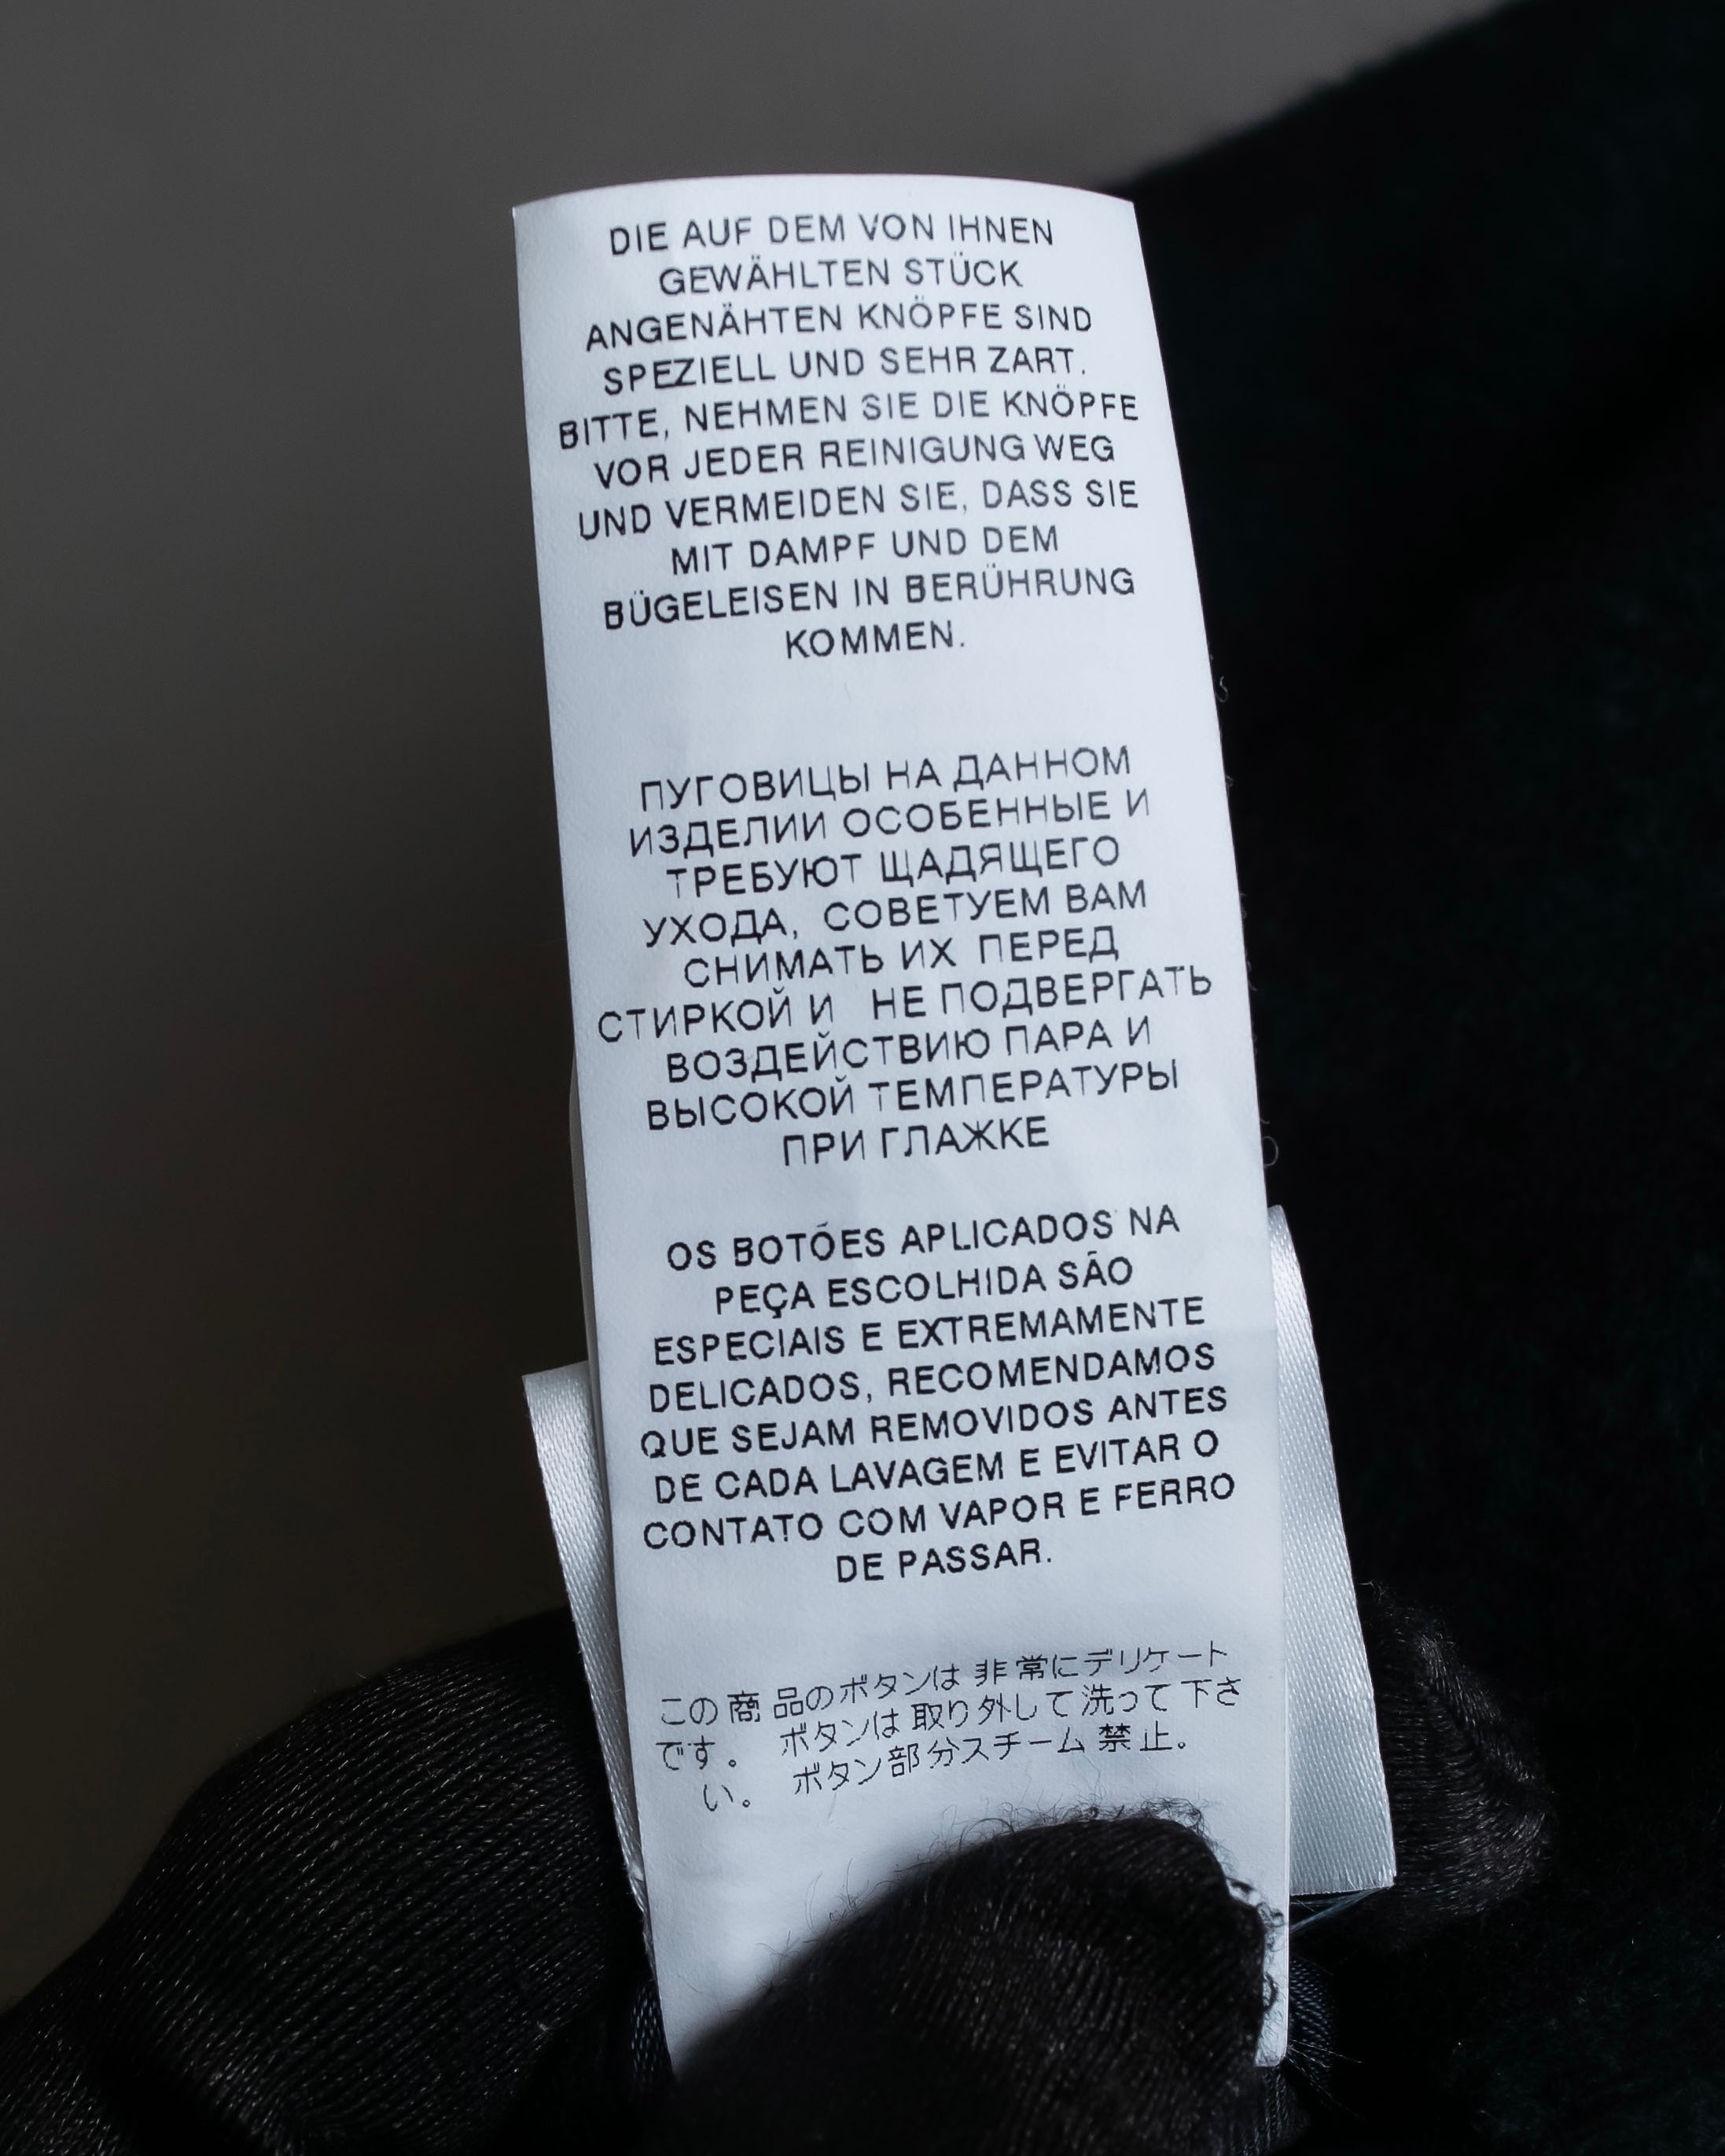 DIE AUF DEM VON IHNEN
GEWÄHLTEN STÜCK
ANGENÄHTEN KNÖPFE SIND
SPEZIELL UND SEHR ZART.
BITTE, NEHMEN SIE DIE KNÖPFE
VOR JEDER REINIGUNG WEG
UND VERMEIDEN SIE, DASS SIE
MIT DAMPF UND DEM
BÜGELEISEN IN BERÜHRUNG
KOMMEN.
ПУГОВИЦЫ НА ДАННОМ
ИЗДЕЛИИ ОСОБЕННЫЕ И
ТРЕБУЮТ ЩАДЯЩЕГО
УХОДА, СОВЕТУЕМ ВАМ
СНИМАТЬ ИХ ПЕРЕД
СТИРКОЙ И НЕ ПОДВЕРГАТЬ
ВОЗДЕЙСТВИЮ ПАРА И
ВЫСОКОЙ ТЕМПЕРАТУРЫ
ПРИ ГЛАЖКЕ
OS BOTÕES APLICADOS NA
PEÇA ESCOLHIDA SÃO
ESPECIAIS E EXTREMAMENTE
DELICADOS, RECOMENDAMOS
QUE SEJAM REMOVIDOS ANTES
DE CADA LAVAGEM E EVITAR O
CONTATO COM VAPOR E FERRO
DE PASSAR.
この商品のボタンは非常にデリケート
です。 ボタンは取り外して洗って下さ
い。 ボタン部分スチーム禁止。